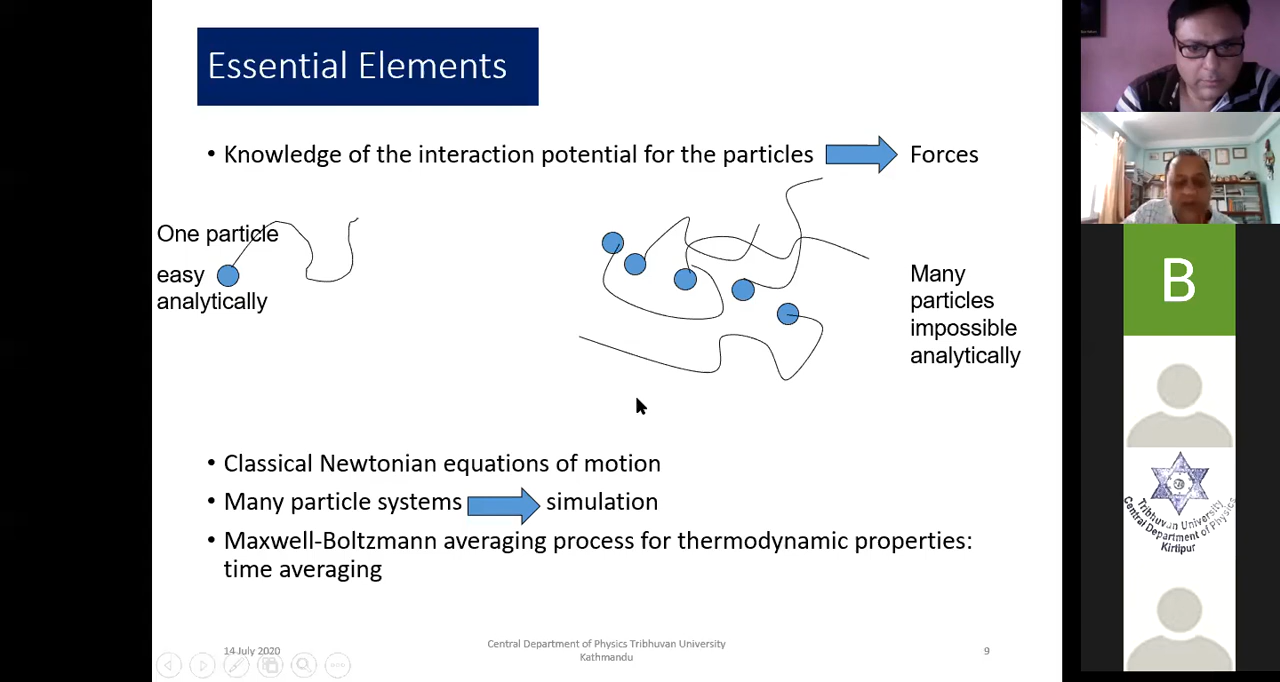 Essential Elements
• Knowledge of the interaction potential for the particles Forces
One particle
easy
analytically
Many
particles
impossible
analytically
• Classical Newtonian equations of motion
• Many particle systems simulation
• Maxwell-Boltzmann averaging process for thermodynamic properties:
time averaging
14 July 2020
Central Department of Physics Tribhuvan University
Kathmandu
9
B
Tribhuvan University
Central Department of Physics
Kirtipur